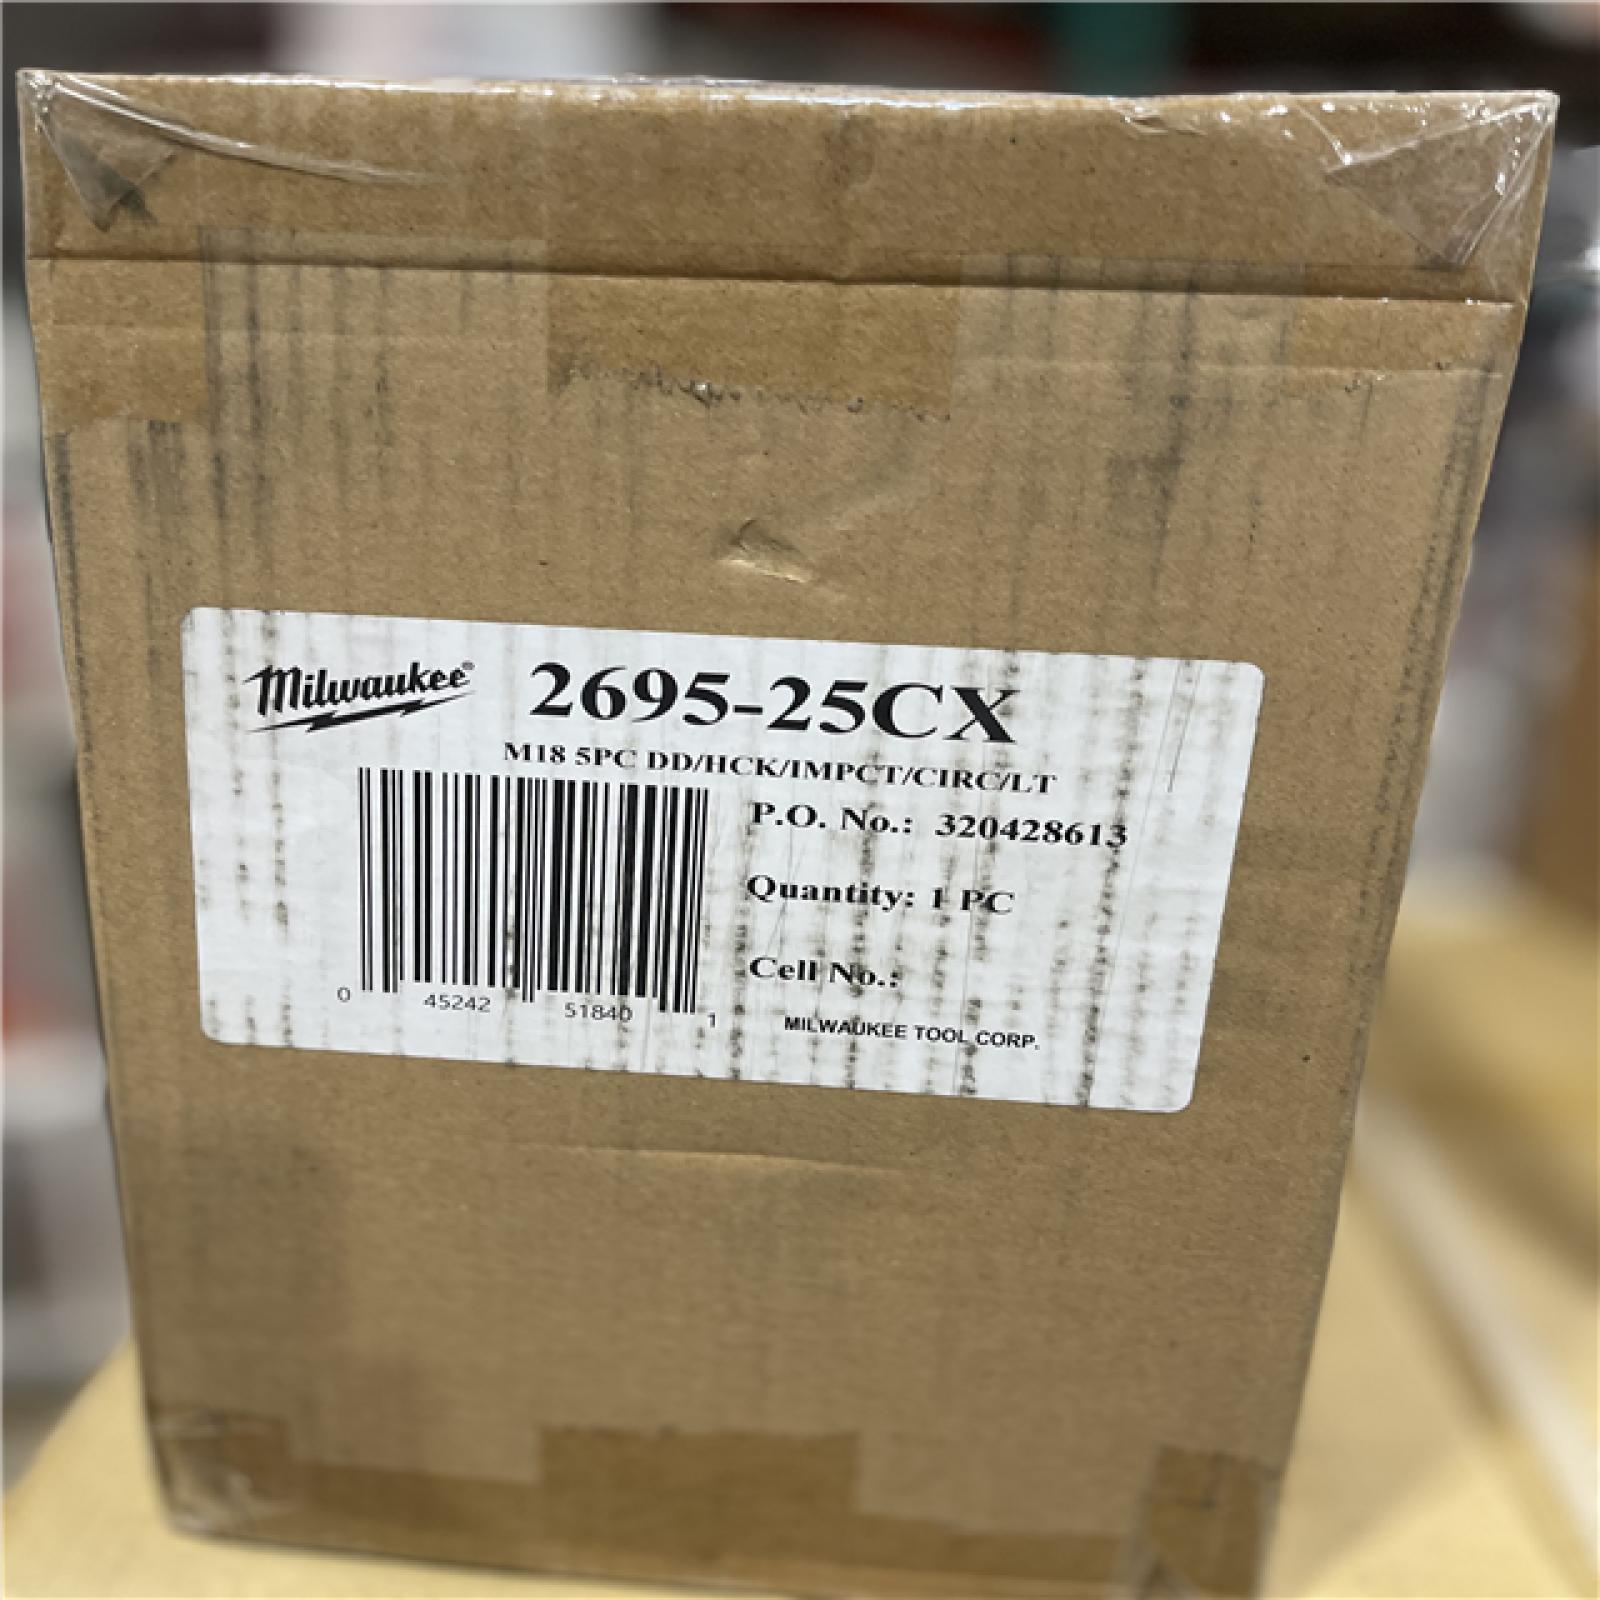 Milwaukee® 2695-25CX
M18 5PC DD/HCK/IMPCT/CIRC/LT
P.O. No.: 320428613
Quantity: 1 PC
Cell No.:
0 45242 51840 1
MILWAUKEE TOOL CORP.